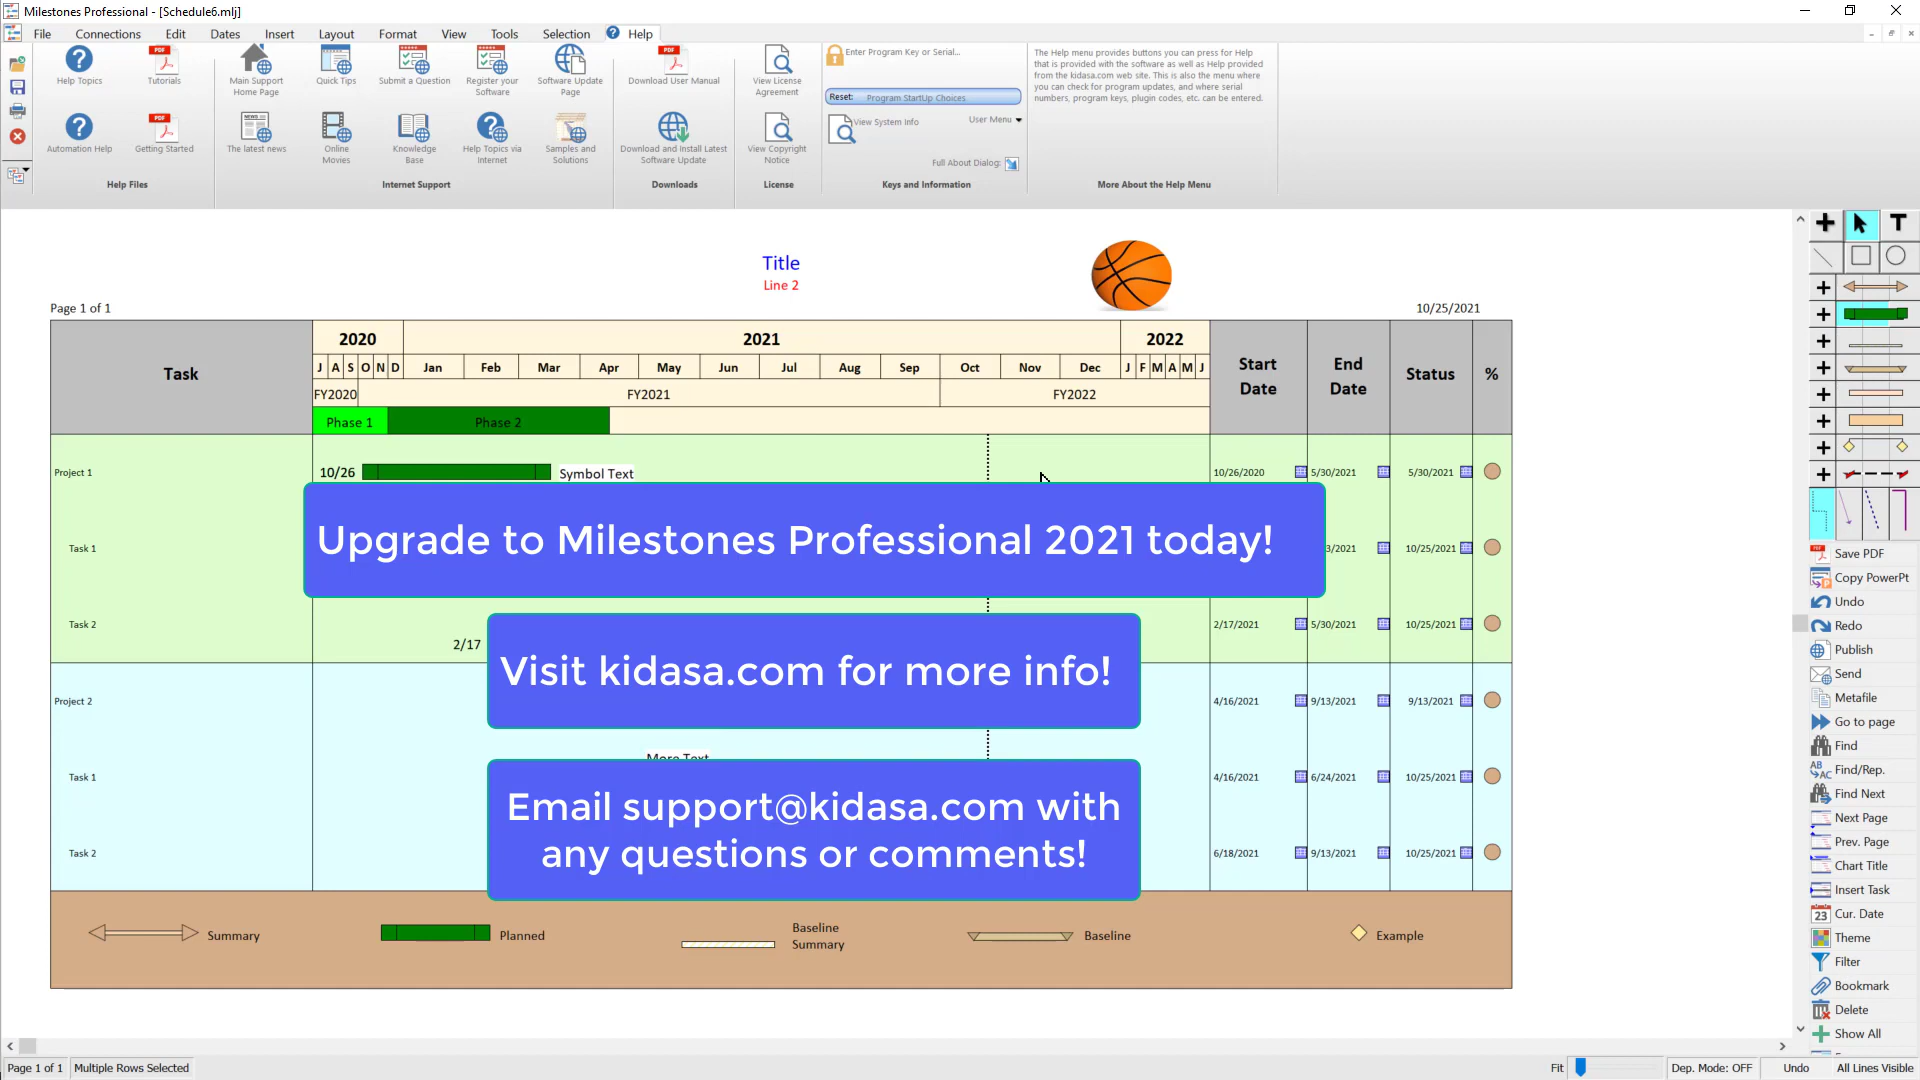 Milestones Professional - [Schedule6.mlj]
File Connections Edit Dates Insert Layout Format View Tools Selection Help
Help Topics
Tutorials
Main Support Home Page
Quick Tips
Submit a Question
Register your Software
Software Update Page
Download User Manual
View License Agreement
Enter Program Key or Serial...
Reset: Program StartUp Choices
View System Info
User Menu
Full About Dialog:
Automation Help
Getting Started
The latest news
Online Movies
Knowledge Base
Help Topics via Internet
Samples and Solutions
Download and Install Latest Software Update
View Copyright Notice
The Help menu provides buttons you can press for Help
that is provided with the software as well as Help provided
from the kidasa.com web site. This is also the menu where
you can check for program updates, and where serial
numbers, program keys, plugin codes, etc. can be entered.
Help Files
Internet Support
Downloads
License
Keys and Information
More About the Help Menu
Title
Line 2
Page 1 of 1
10/25/2021
Task
2020 2021 2022
J A S O N D Jan Feb Mar Apr May Jun Jul Aug Sep Oct Nov Dec J F M A M J
FY2020 FY2021 FY2022
Phase 1 Phase 2
Start Date
End Date
Status
%
Project 1 10/26 Symbol Text 10/26/2020 5/30/2021 5/30/2021
Upgrade to Milestones Professional 2021 today!
Task 1 3/2021 10/25/2021
Task 2 2/17 2/17/2021 5/30/2021 10/25/2021
Visit kidasa.com for more info!
Project 2 4/16/2021 9/13/2021 9/13/2021
More Text
Task 1 4/16/2021 6/24/2021 10/25/2021
Email support@kidasa.com with
any questions or comments!
Task 2 6/18/2021 9/13/2021 10/25/2021
Summary
Planned
Baseline Summary
Baseline
Example
T
Save PDF
Copy PowerPt
Undo
Redo
Publish
Send
Metafile
Go to page
Find
Find/Rep.
Find Next
Next Page
Prev. Page
Chart Title
Insert Task
23 Cur. Date
Theme
Filter
Bookmark
Delete
Show All
Page 1 of 1 Multiple Rows Selected Fit Dep. Mode: OFF Undo All Lines Visible